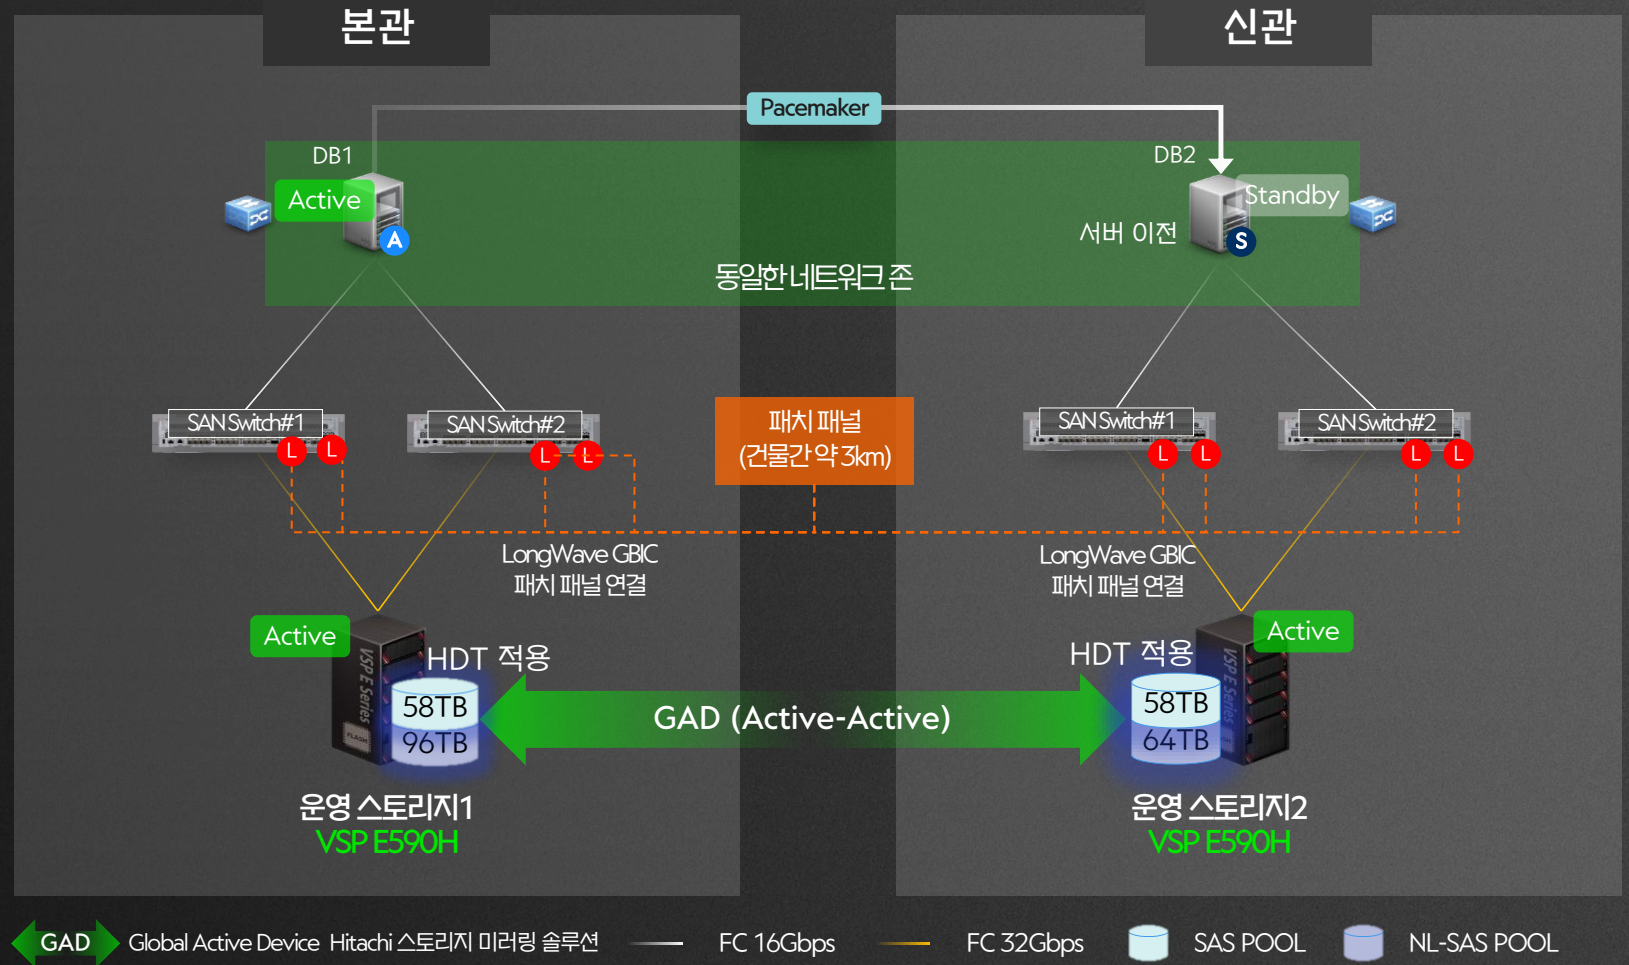 본관
신관
Pacemaker
DB1
Active
A
DB2
Standby
서버 이전
S
동일한 네트워크 존
SAN Switch#1
L
L
SAN Switch#2
L
L
패치 패널
(건물간 약 3km)
SAN Switch#1
L
L
SAN Switch#2
L
L
LongWave GBIC
패치 패널 연결
LongWave GBIC
패치 패널 연결
Active
VSP E Series
FLASH
HDT 적용
58TB
96TB
GAD (Active-Active)
HDT 적용
58TB
64TB
VSP E Series
Active
운영 스토리지1
VSP E590H
운영 스토리지2
VSP E590H
GAD Global Active Device Hitachi 스토리지 미러링 솔루션 FC 16Gbps FC 32Gbps SAS POOL NL-SAS POOL